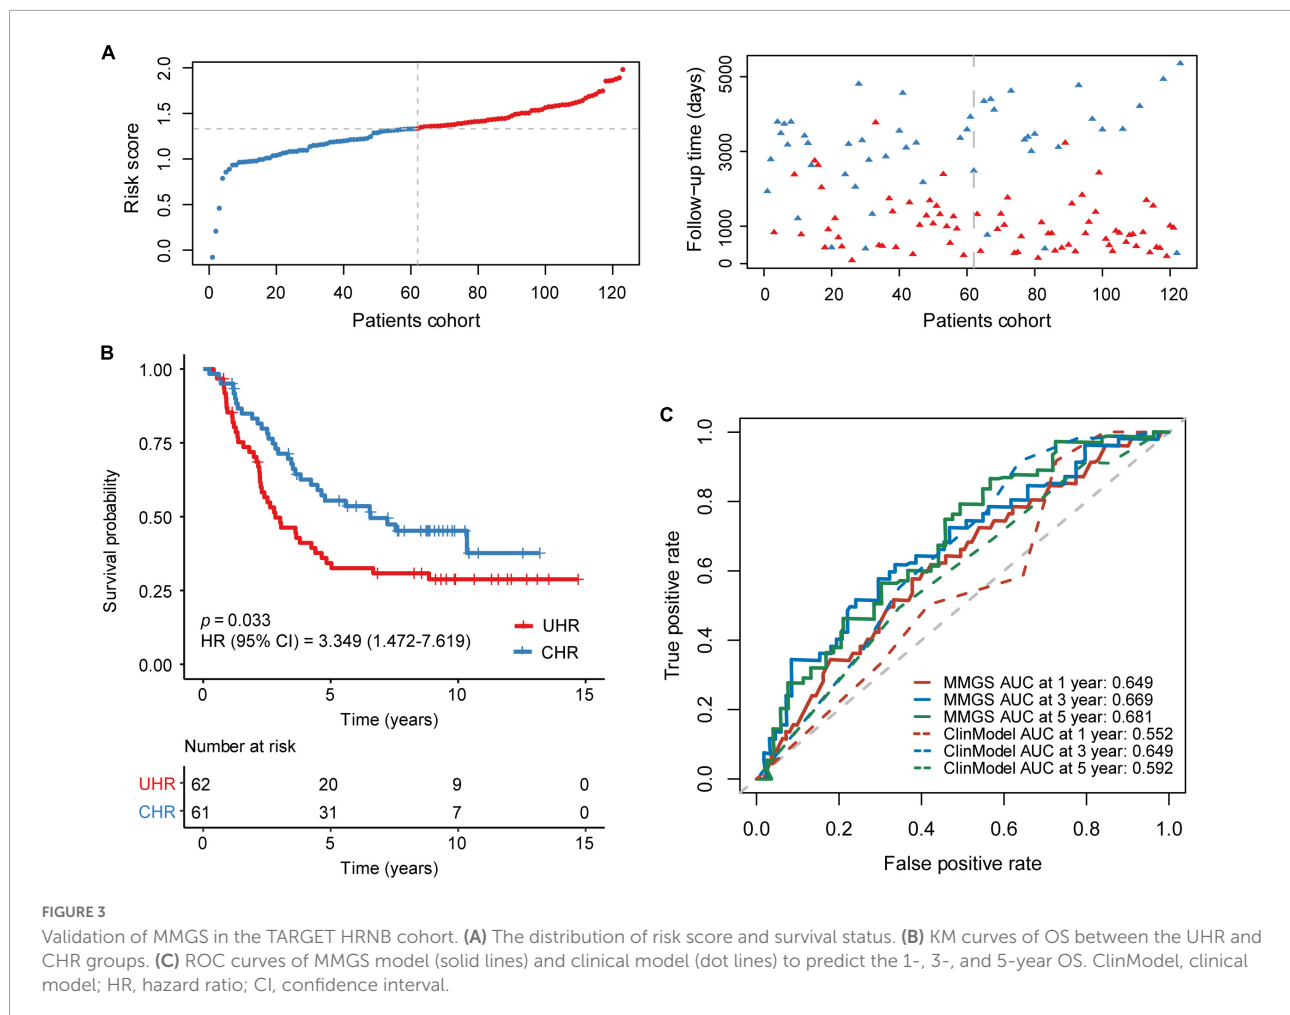 A
Risk score
2.0
1.5
1.0
0.5
0.0
0 20 40 60 80 100 120
Patients cohort
Follow−up time (days)
5000
3000
1000
0
0 20 40 60 80 100 120
Patients cohort
B
Survival probability
1.00
0.75
0.50
0.25
0.00
p = 0.033
HR (95% CI) = 3.349 (1.472-7.619)
UHR
CHR
0 5 10 15
Time (years)
Number at risk
UHR 62 20 9 0
CHR 61 31 7 0
0 5 10 15
Time (years)
C
True positive rate
1.0
0.8
0.6
0.4
0.2
0.0
MMGS AUC at 1 year: 0.649
MMGS AUC at 3 year: 0.669
MMGS AUC at 5 year: 0.681
ClinModel AUC at 1 year: 0.552
ClinModel AUC at 3 year: 0.649
ClinModel AUC at 5 year: 0.592
0.0 0.2 0.4 0.6 0.8 1.0
False positive rate
FIGURE 3
Validation of MMGS in the TARGET HRNB cohort. (A) The distribution of risk score and survival status. (B) KM curves of OS between the UHR and
CHR groups. (C) ROC curves of MMGS model (solid lines) and clinical model (dot lines) to predict the 1-, 3-, and 5-year OS. ClinModel, clinical
model; HR, hazard ratio; CI, confidence interval.